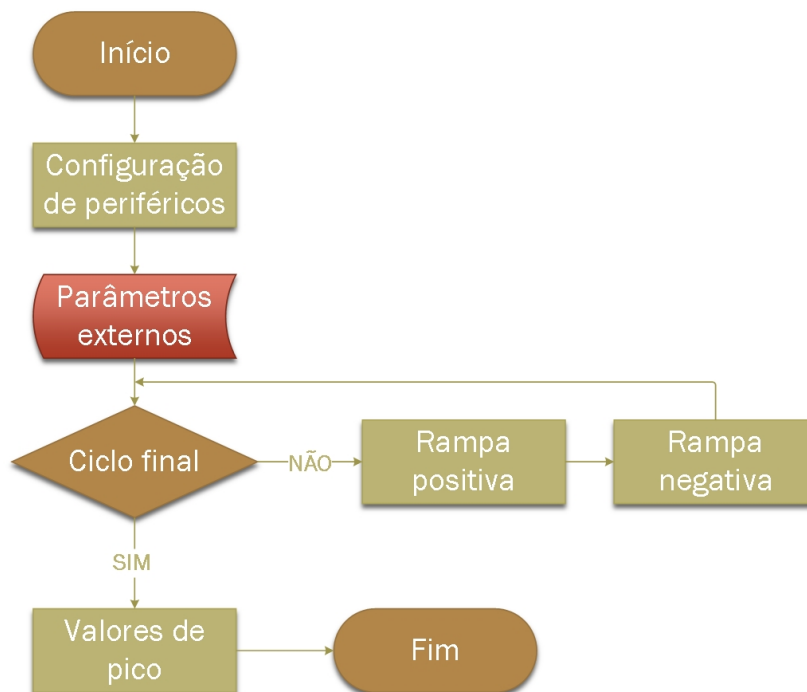 Início
Configuração
de periféricos
Parâmetros
externos
Ciclo final
NÃO
Rampa
positiva
Rampa
negativa
SIM
Valores de
pico
Fim